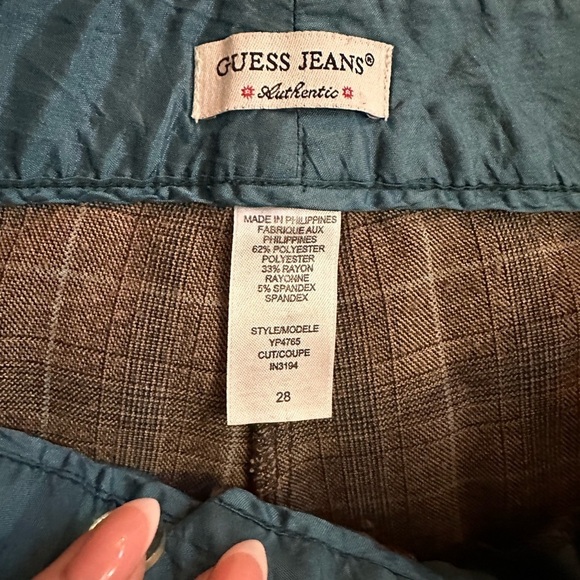 GUESS JEANS®
Authentic
MADE IN PHILIPPINES
FABRIQUE AUX
PHILIPPINES
62% POLYESTER
POLYESTER
33% RAYON
RAYONNE
5% SPANDEX
SPANDEX
STYLE/MODELE
YP4765
CUT/COUPE
IN3194
28